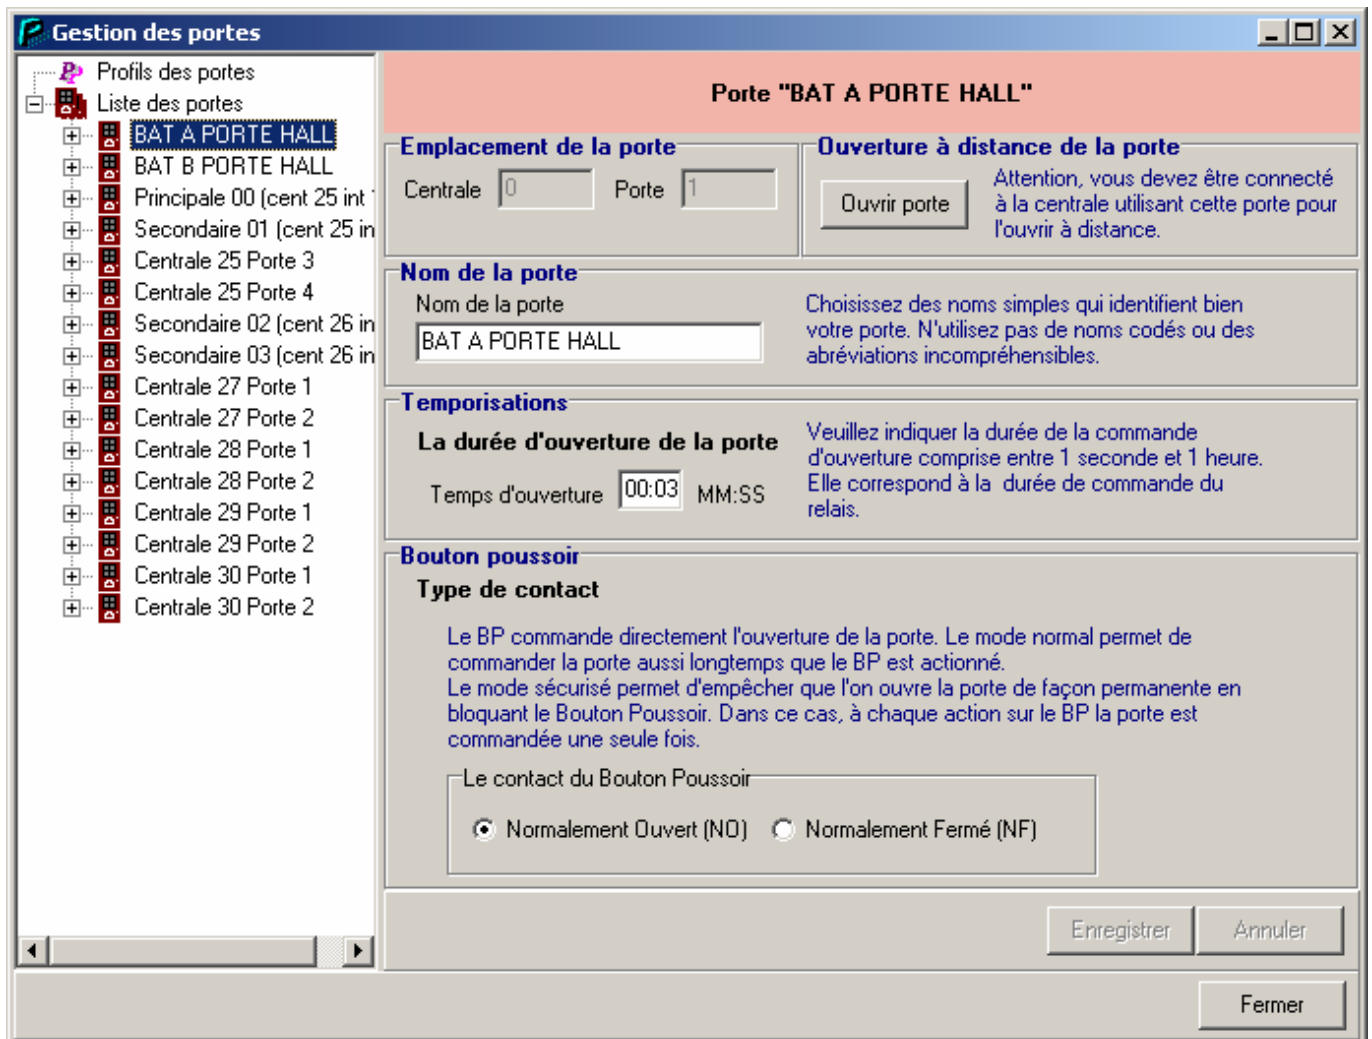 Gestion des portes
Profils des portes
Liste des portes
BAT A PORTE HALL
BAT B PORTE HALL
Principale 00 (cent 25 int
Secondaire 01 (cent 25 in
Centrale 25 Porte 3
Centrale 25 Porte 4
Secondaire 02 (cent 26 in
Secondaire 03 (cent 26 in
Centrale 27 Porte 1
Centrale 27 Porte 2
Centrale 28 Porte 1
Centrale 28 Porte 2
Centrale 29 Porte 1
Centrale 29 Porte 2
Centrale 30 Porte 1
Centrale 30 Porte 2
Porte "BAT A PORTE HALL"
Emplacement de la porte
Centrale 0 Porte 1
Ouverture à distance de la porte
Ouvrir porte
Attention, vous devez être connecté
à la centrale utilisant cette porte pour
l'ouvrir à distance.
Nom de la porte
Nom de la porte
BAT A PORTE HALL
Choisissez des noms simples qui identifient bien
votre porte. N'utilisez pas de noms codés ou des
abréviations incompréhensibles.
Temporisations
La durée d'ouverture de la porte
Temps d'ouverture 00:03 MM:SS
Veuillez indiquer la durée de la commande
d'ouverture comprise entre 1 seconde et 1 heure.
Elle correspond à la durée de commande du
relais.
Bouton poussoir
Type de contact
Le BP commande directement l'ouverture de la porte. Le mode normal permet de
commander la porte aussi longtemps que le BP est actionné.
Le mode sécurisé permet d'empêcher que l'on ouvre la porte de façon permanente en
bloquant le Bouton Poussoir. Dans ce cas, à chaque action sur le BP la porte est
commandée une seule fois.
Le contact du Bouton Poussoir
Normalement Ouvert (NO) Normalement Fermé (NF)
Enregistrer Annuler
Fermer